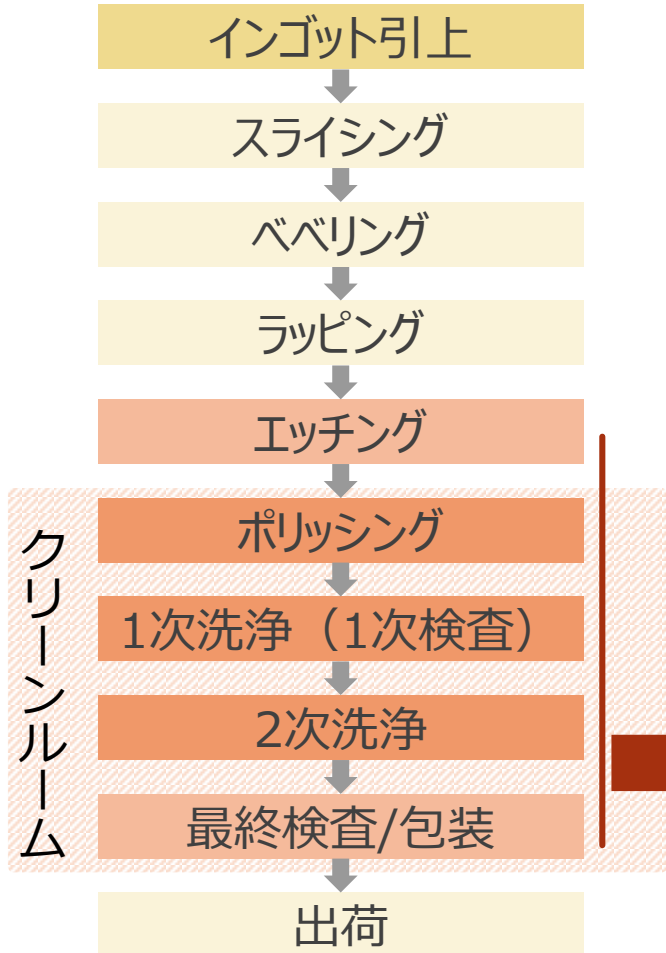 インゴット引上
スライシング
ベベリング
ラッピング
エッチング
クリーンルーム
ポリッシング
1次洗浄（1次検査）
2次洗浄
最終検査/包装
出荷